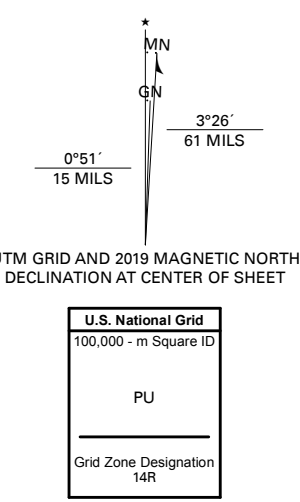 ★
MN
GN
3°26´
61 MILS
0°51´
15 MILS
UTM GRID AND 2019 MAGNETIC NORTH
DECLINATION AT CENTER OF SHEET
U.S. National Grid
100,000 - m Square ID
PU
Grid Zone Designation
14R